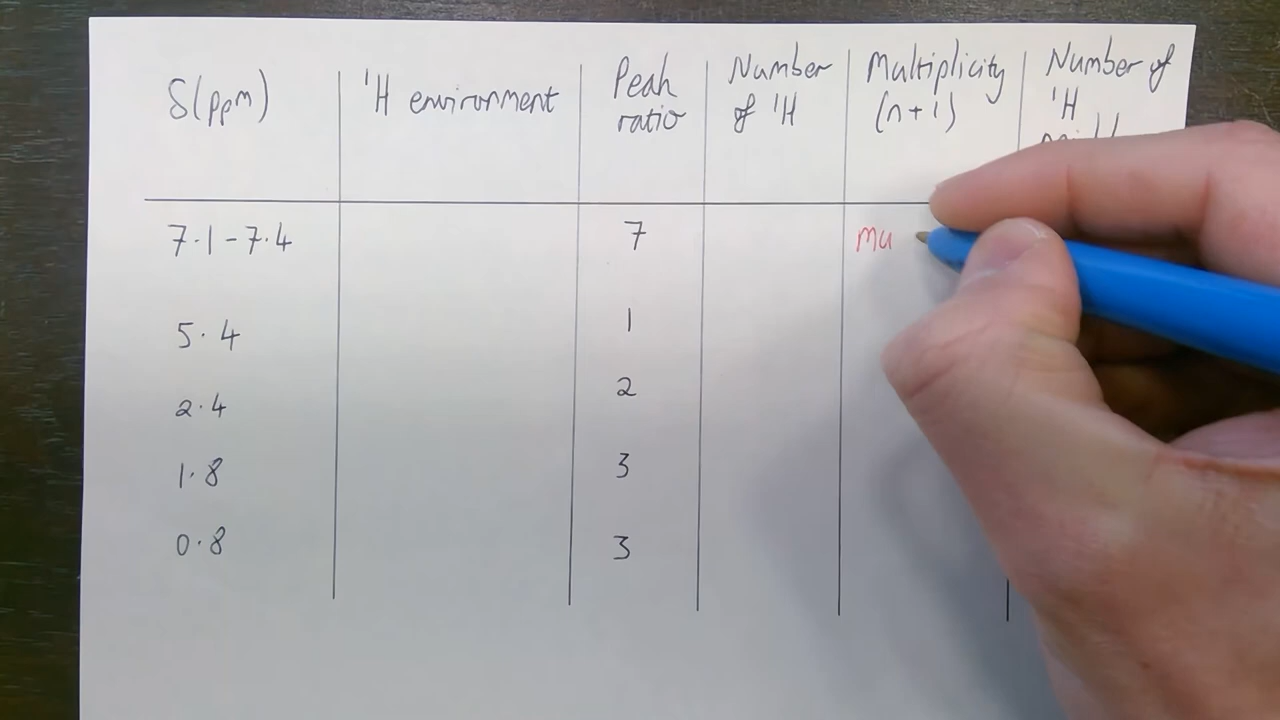 δ(ppm)
¹H environment
Peak
ratio
Number
of ¹H
Multiplicity
(n+1)
Number of
¹H
7.1-7.4
7
mu
5.4
1
2.4
2
1.8
3
0.8
3